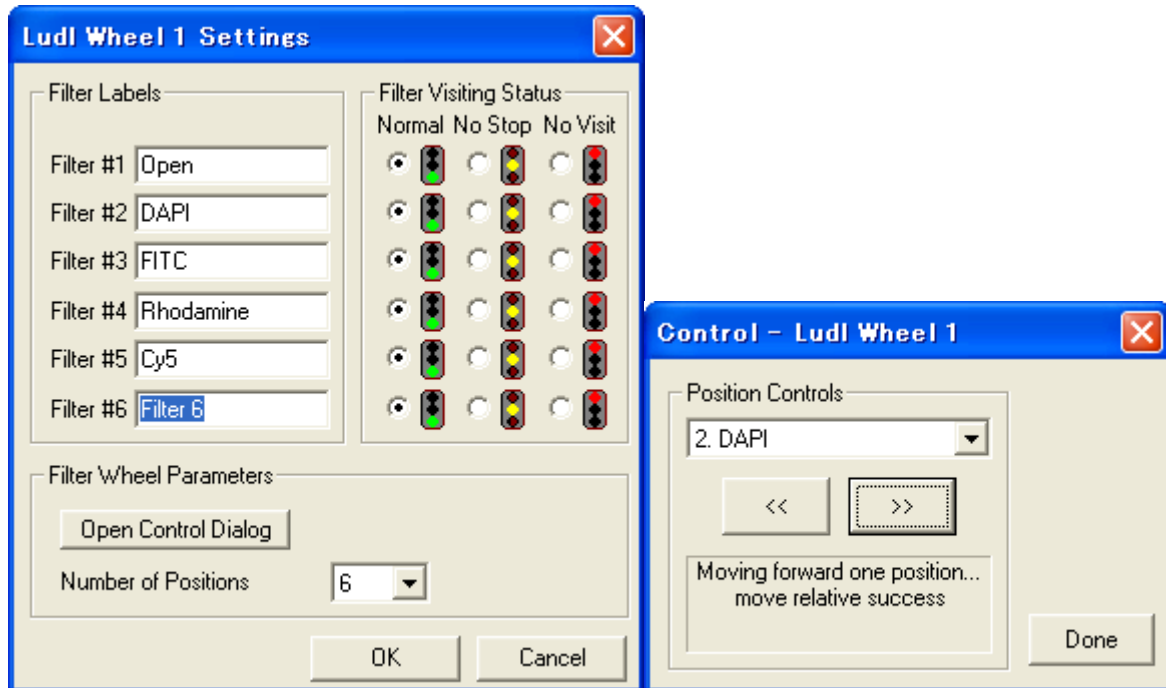 Ludl Wheel 1 Settings
Filter Labels
Filter Visiting Status
Normal No Stop No Visit
Filter #1 Open
Filter #2 DAPI
Filter #3 FITC
Filter #4 Rhodamine
Filter #5 Cy5
Filter #6 Filter 6
Filter Wheel Parameters
Open Control Dialog
Number of Positions 6
OK Cancel
Control - Ludl Wheel 1
Position Controls
2. DAPI
<< >>
Moving forward one position...
move relative success
Done